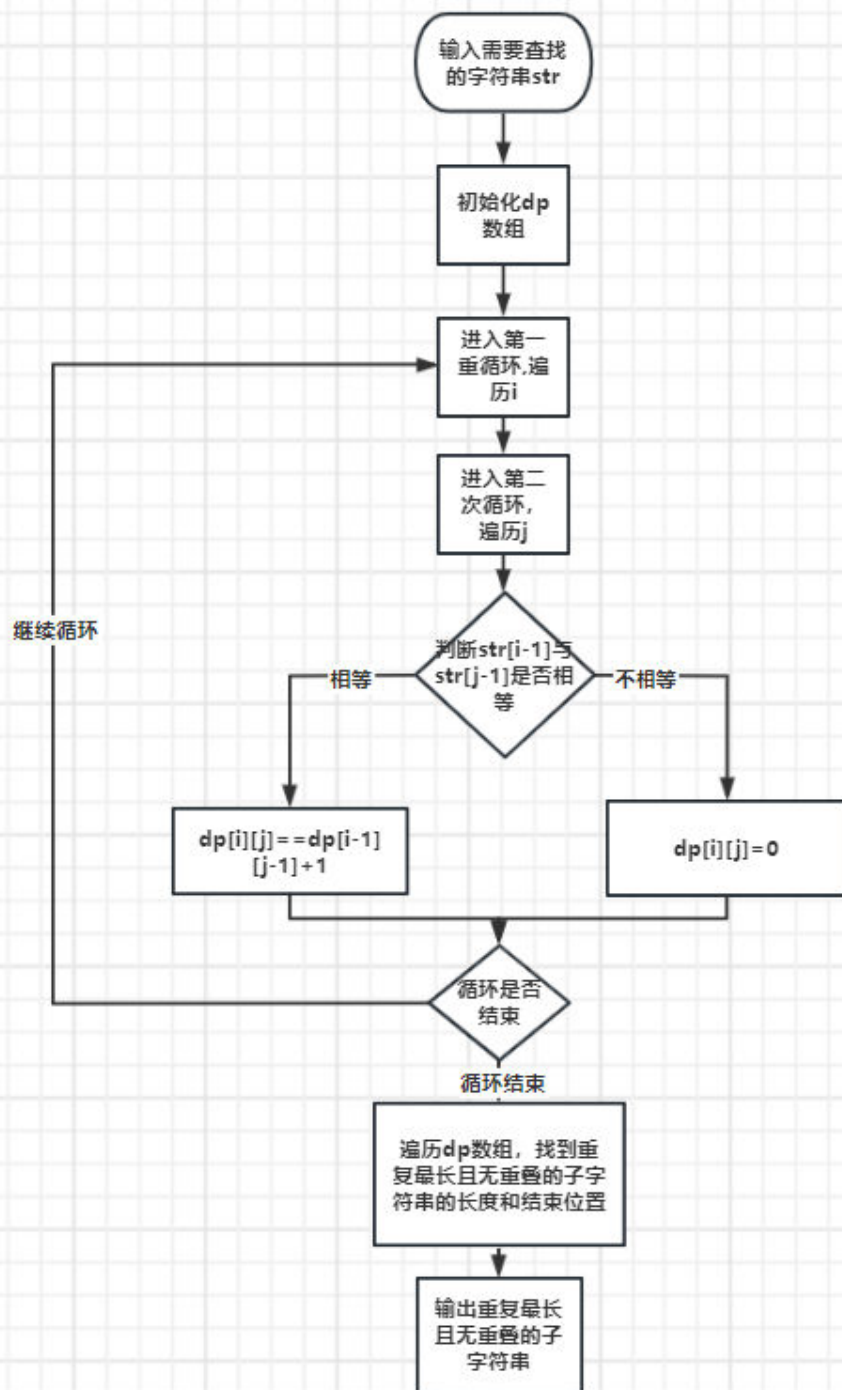 输入需要查找
的字符串str
初始化dp
数组
进入第一
重循环,遍
历i
进入第二
次循环，
遍历j
继续循环
判断str[i-1]与
str[j-1]是否相
等
相等
不相等
dp[i][j]==dp[i-1]
[j-1]+1
dp[i][j]=0
循环是否
结束
循环结束
遍历dp数组，找到重
复最长且无重叠的子字
符串的长度和结束位置
输出重复最长
且无重叠的子
字符串